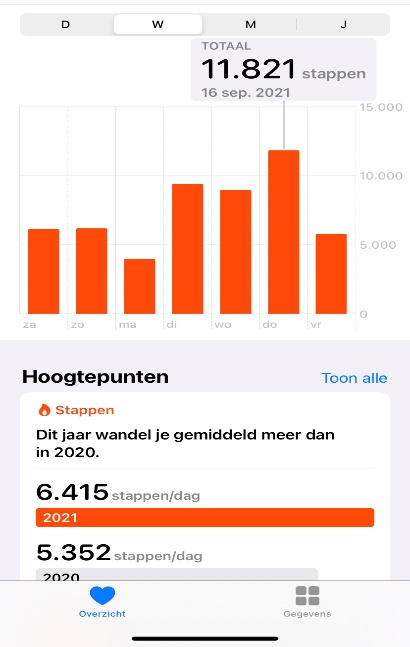 D W M J
TOTAAL
11.821 stappen
16 sep. 2021
15.000
10.000
5.000
0
za zo ma di wo do vr
Hoogtepunten Toon alle
Stappen
Dit jaar wandel je gemiddeld meer dan
in 2020.
6.415 stappen/dag
2021
5.352 stappen/dag
2020
Overzicht Gegevens